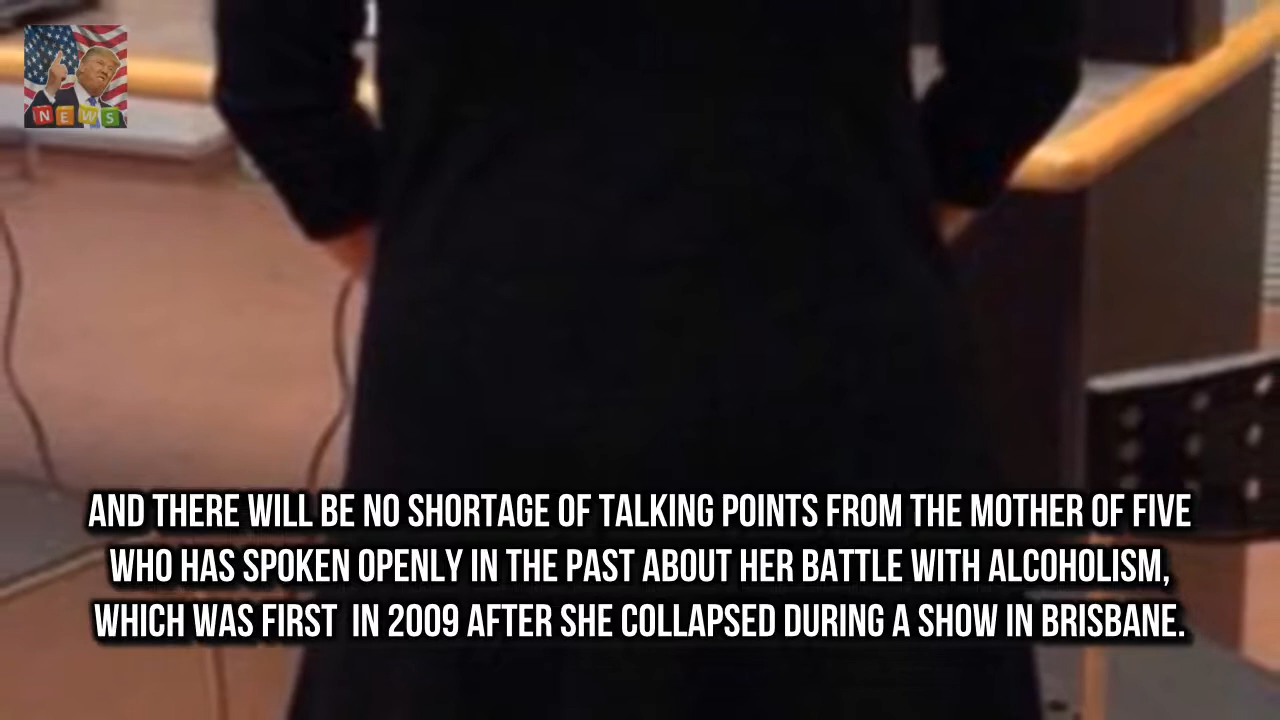 NEWS
AND THERE WILL BE NO SHORTAGE OF TALKING POINTS FROM THE MOTHER OF FIVE
WHO HAS SPOKEN OPENLY IN THE PAST ABOUT HER BATTLE WITH ALCOHOLISM,
WHICH WAS FIRST  IN 2009 AFTER SHE COLLAPSED DURING A SHOW IN BRISBANE.